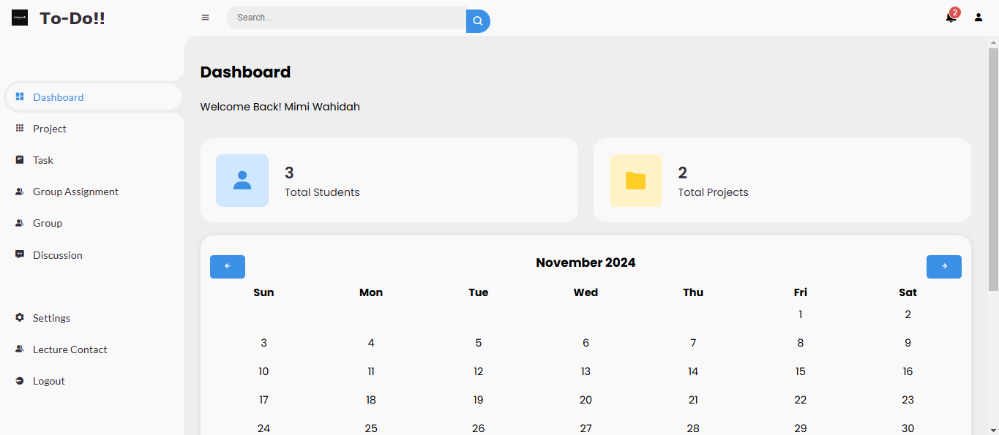 To-Do!!
Search...
2
Dashboard
Project
Task
Group Assignment
Group
Discussion
Settings
Lecture Contact
Logout
Dashboard
Welcome Back! Mimi Wahidah
3
Total Students
2
Total Projects
November 2024
Sun Mon Tue Wed Thu Fri Sat
1 2
3 4 5 6 7 8 9
10 11 12 13 14 15 16
17 18 19 20 21 22 23
24 25 26 27 28 29 30